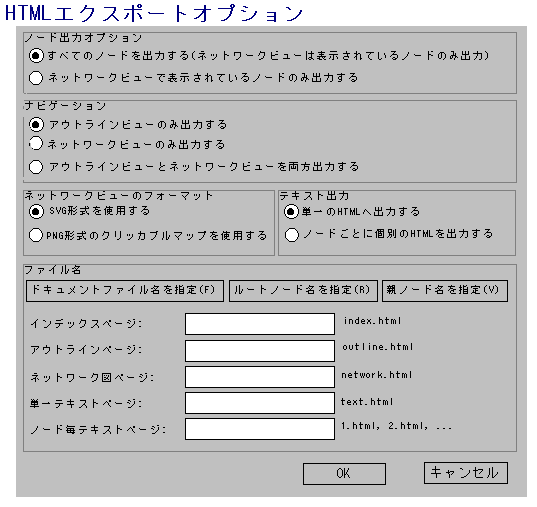 HTMLエクスポートオプション
ノード出力オプション
すべてのノードを出力する(ネットワークビューは表示されているノードのみ出力)
ネットワークビューで表示されているノードのみ出力する
ナビゲーション
アウトラインビューのみ出力する
ネットワークビューのみ出力する
アウトラインビューとネットワークビューを両方出力する
ネットワークビューのフォーマット
SVG形式を使用する
PNG形式のクリッカブルマップを使用する
テキスト出力
単一のHTMLへ出力する
ノードごとに個別のHTMLを出力する
ファイル名
ドキュメントファイル名を指定(F) ルートノード名を指定(R) 親ノード名を指定(V)
インデックスページ: index.html
アウトラインページ: outline.html
ネットワーク図ページ: network.html
単一テキストページ: text.html
ノード毎テキストページ: 1.html, 2.html, ...
OK キャンセル